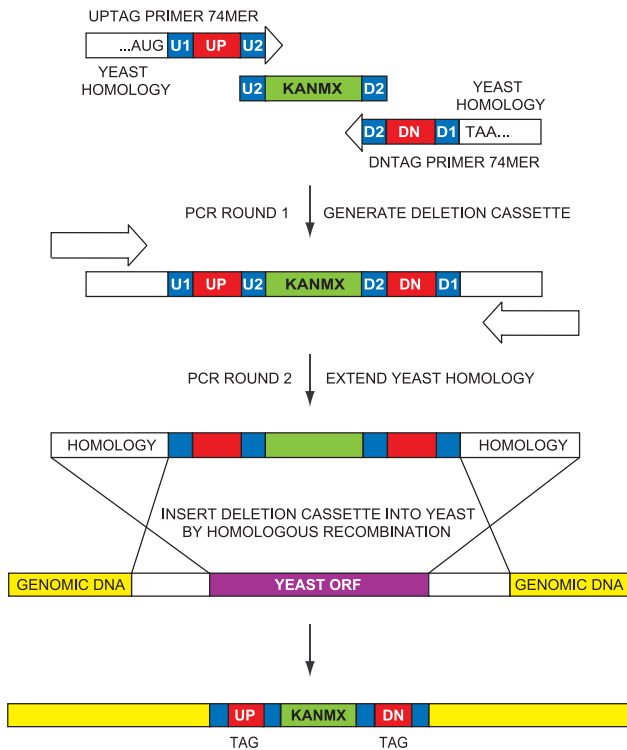 UPTAG PRIMER 74MER
...AUG U1 UP U2
YEAST
HOMOLOGY
U2 KANMX D2
YEAST
HOMOLOGY
D2 DN D1 TAA...
DNTAG PRIMER 74MER
PCR ROUND 1 GENERATE DELETION CASSETTE
U1 UP U2 KANMX D2 DN D1
PCR ROUND 2 EXTEND YEAST HOMOLOGY
HOMOLOGY HOMOLOGY
INSERT DELETION CASSETTE INTO YEAST
BY HOMOLOGOUS RECOMBINATION
GENOMIC DNA YEAST ORF GENOMIC DNA
UP KANMX DN
TAG TAG